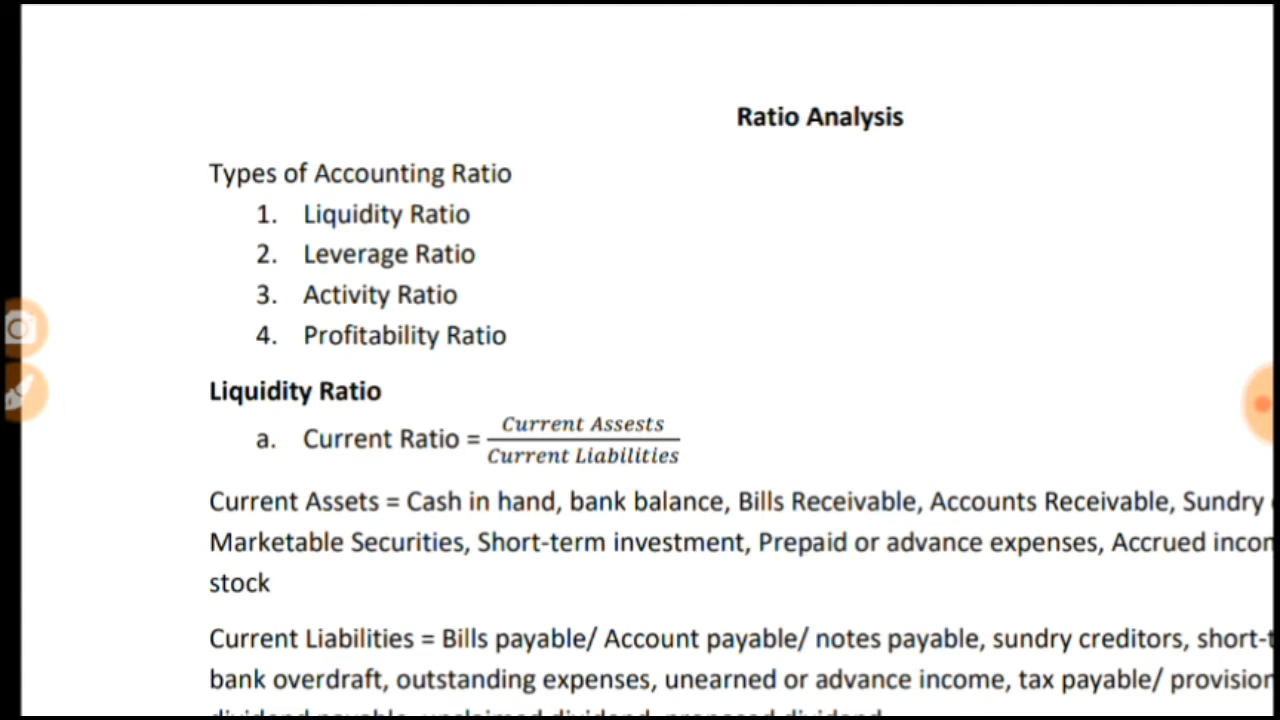 Ratio Analysis
Types of Accounting Ratio
1. Liquidity Ratio
2. Leverage Ratio
3. Activity Ratio
4. Profitability Ratio
Liquidity Ratio
a. Current Ratio = Current Assests / Current Liabilities
Current Assets = Cash in hand, bank balance, Bills Receivable, Accounts Receivable, Sundry
Marketable Securities, Short-term investment, Prepaid or advance expenses, Accrued
stock
Current Liabilities = Bills payable/ Account payable/ notes payable, sundry creditors,
bank overdraft, outstanding expenses, unearned or advance income, tax payable/